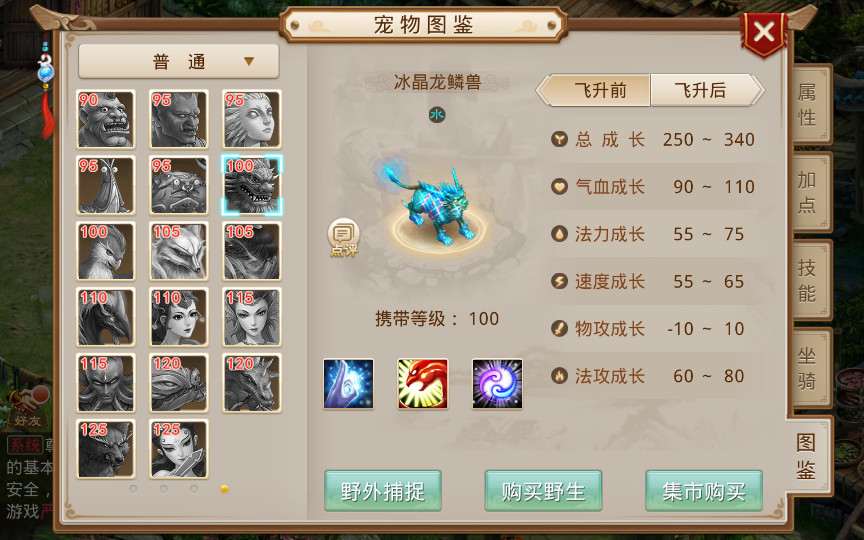 宠物图鉴
普 通
90 95 95
95 95 100
100 105 105
110 110 115
115 120 120
125 125
冰晶龙鳞兽
水
点评
携带等级：100
飞升前 飞升后
总成长 250 ~ 340
气血成长 90 ~ 110
法力成长 55 ~ 75
速度成长 55 ~ 65
物攻成长 -10 ~ 10
法攻成长 60 ~ 80
野外捕捉 购买野生 集市购买
属性
加点
技能
坐骑
图鉴
好友
系统
的基本
安全，
游戏严